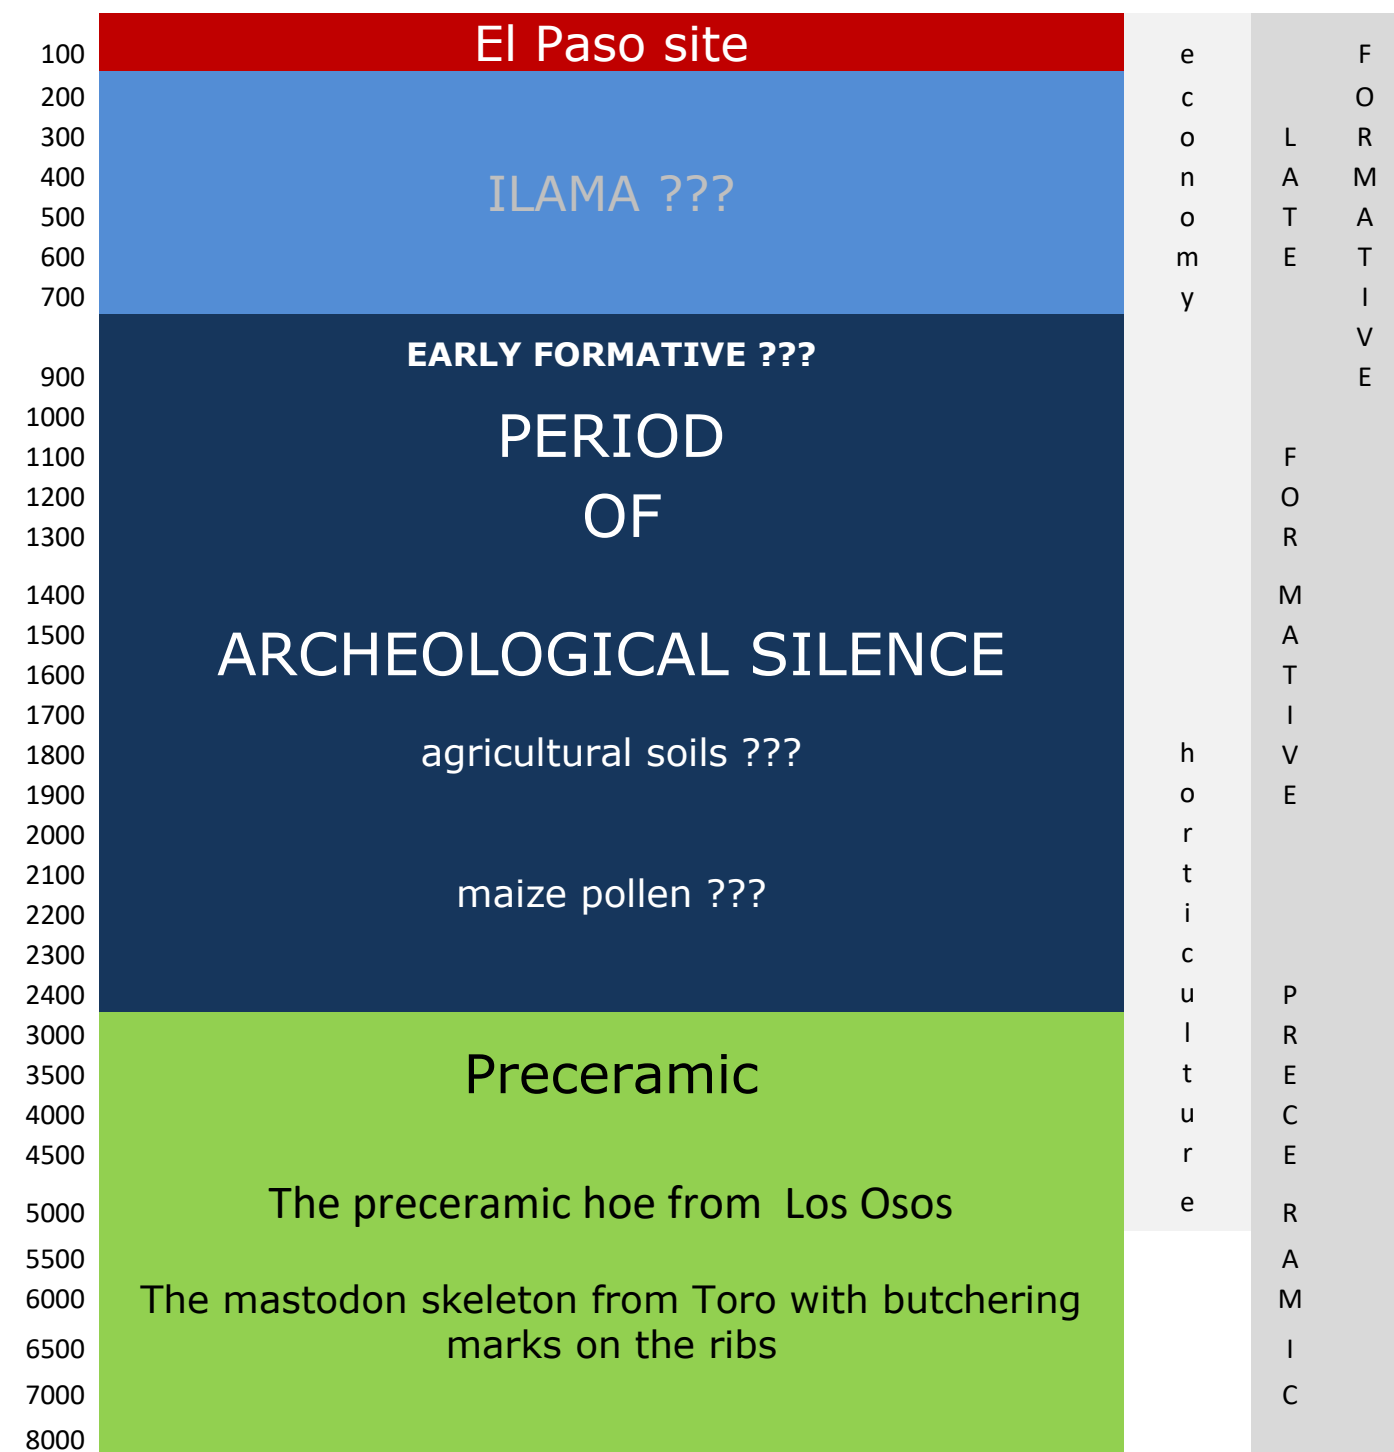 El Paso site
100
200
300
400
500
600
700
900
1000
1100
1200
1300
1400
1500
1600
1700
1800
1900
2000
2100
2200
2300
2400
3000
3500
4000
4500
5000
5500
6000
6500
7000
8000
ILAMA ???
EARLY FORMATIVE ???
PERIOD
OF
ARCHEOLOGICAL SILENCE
agricultural soils ???
maize pollen ???
Preceramic
The preceramic hoe from Los Osos
The mastodon skeleton from Toro with butchering
marks on the ribs
economy
horticulture
LATE
FORMATIVE
PRECERAMIC
FORMATIVE